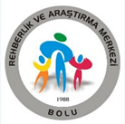 REHBERLİK VE ARAŞTIRMA MERKEZİ
1988
BOLU